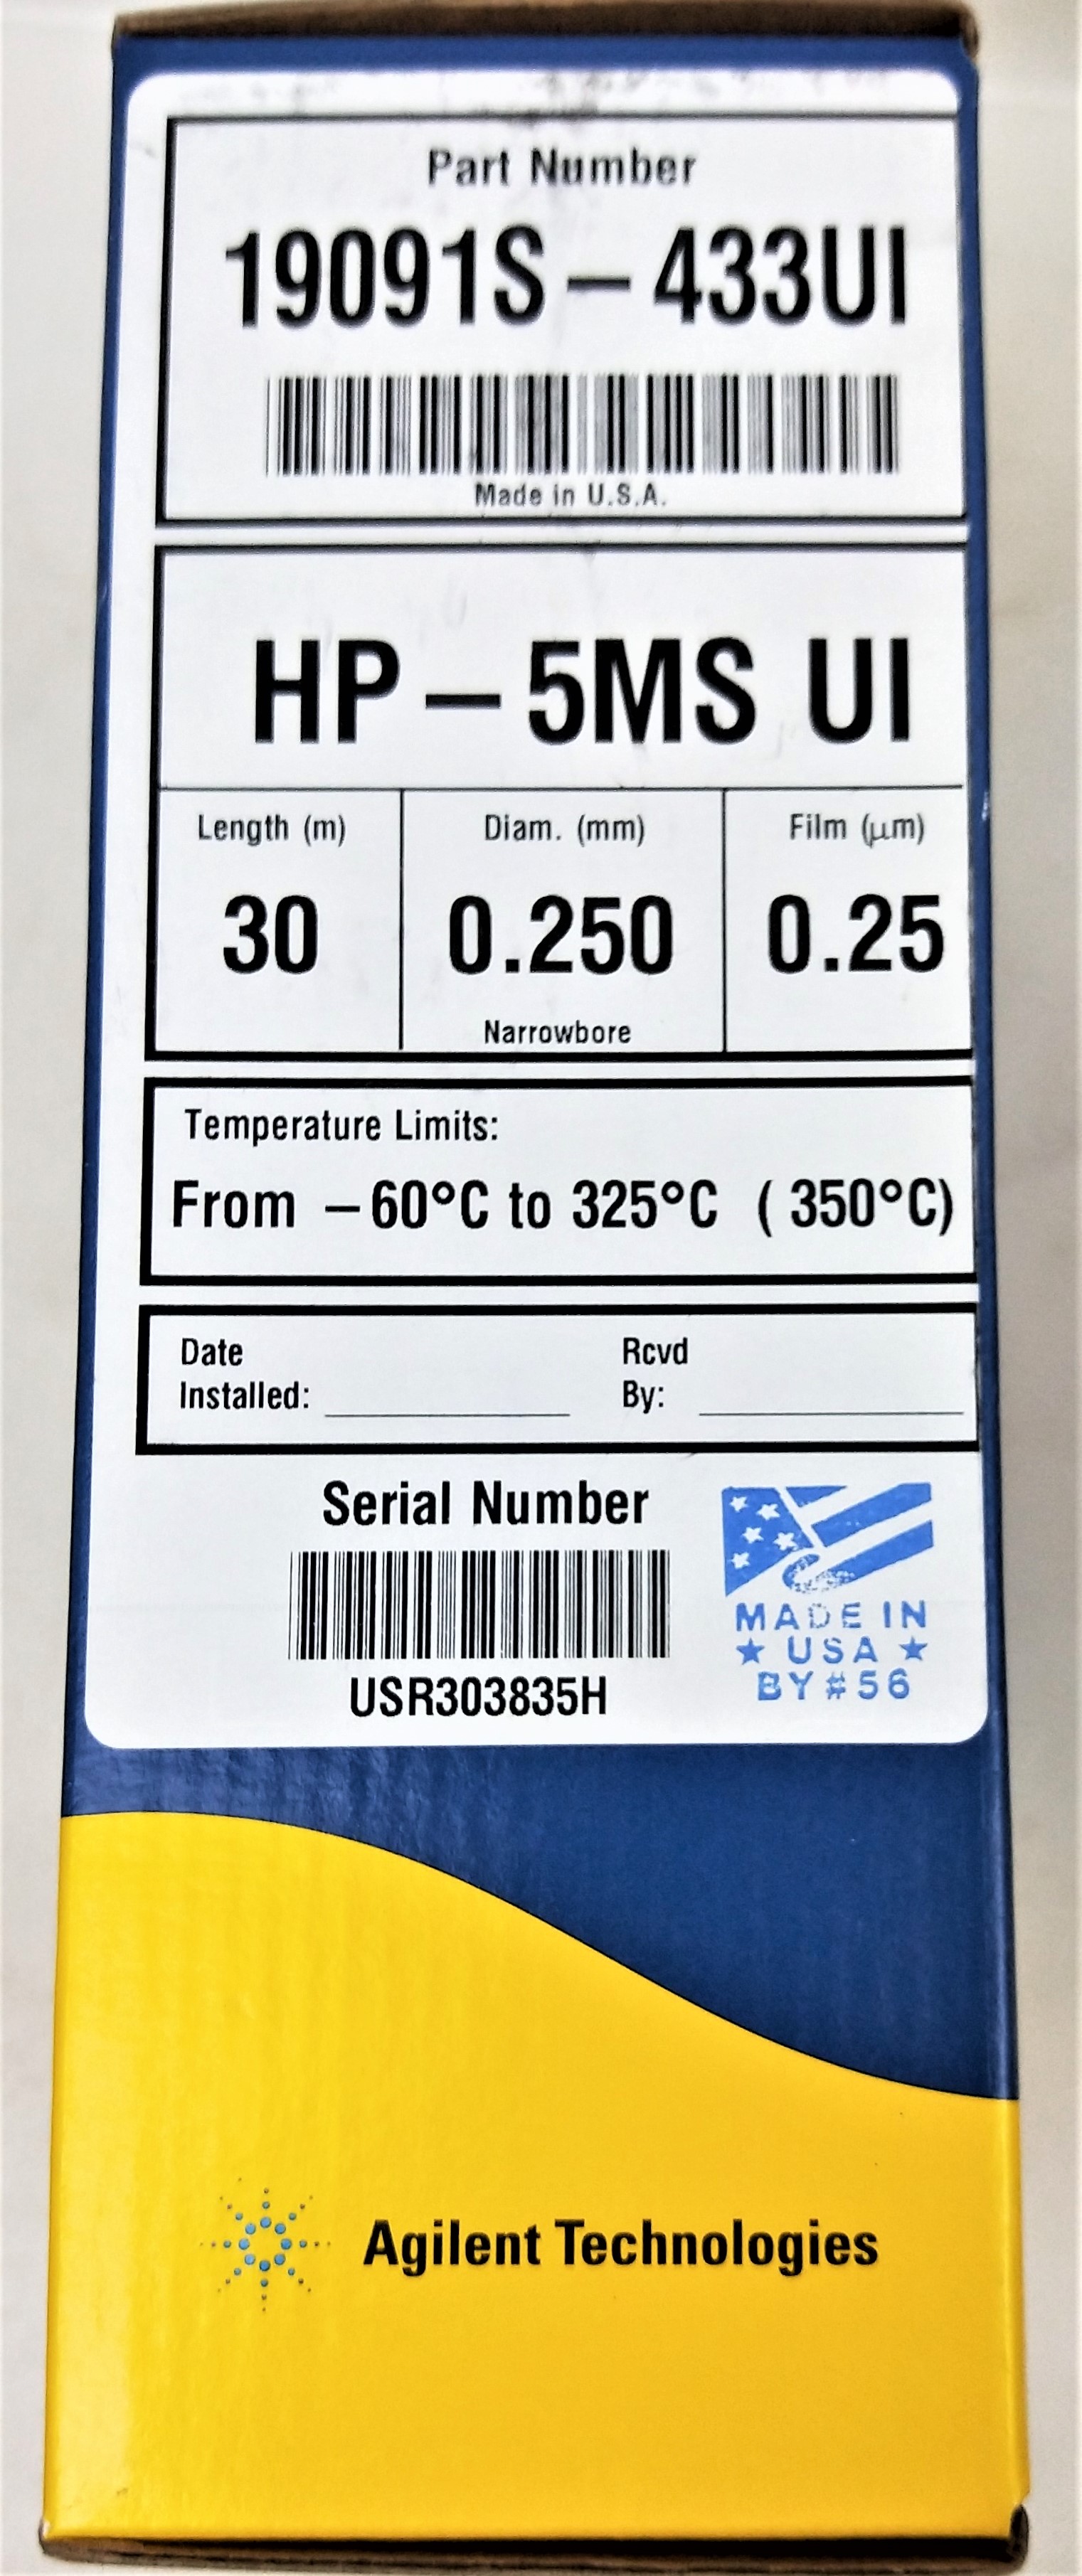 Part Number
19091S – 433UI
Made in U.S.A.
HP – 5MS UI
Length (m)
30
Diam. (mm)
0.250
Narrowbore
Film (µm)
0.25
Temperature Limits:
From –60°C to 325°C ( 350°C)
Date
Installed:
Rcvd
By:
Serial Number
USR303835H
MADE IN
★ USA ★
BY#56
Agilent Technologies